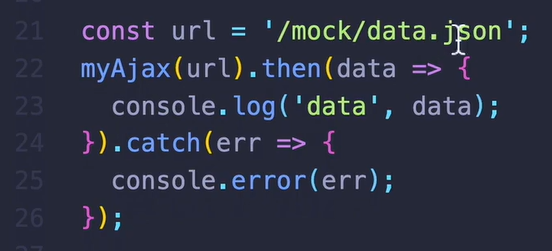 21 const url = '/mock/data.json';
22 myAjax(url).then(data => {
23 console.log('data', data);
24 }).catch(err => {
25 console.error(err);
26 });